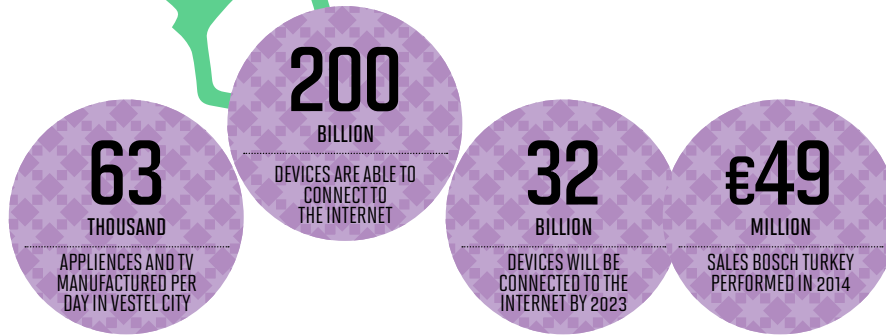 63
THOUSAND
APPLIENCES AND TV
MANUFACTURED PER
DAY IN VESTEL CITY
200
BILLION
DEVICES ARE ABLE TO
CONNECT TO
THE INTERNET
32
BILLION
DEVICES WILL BE
CONNECTED TO THE
INTERNET BY 2023
€49
MILLION
SALES BOSCH TURKEY
PERFORMED IN 2014